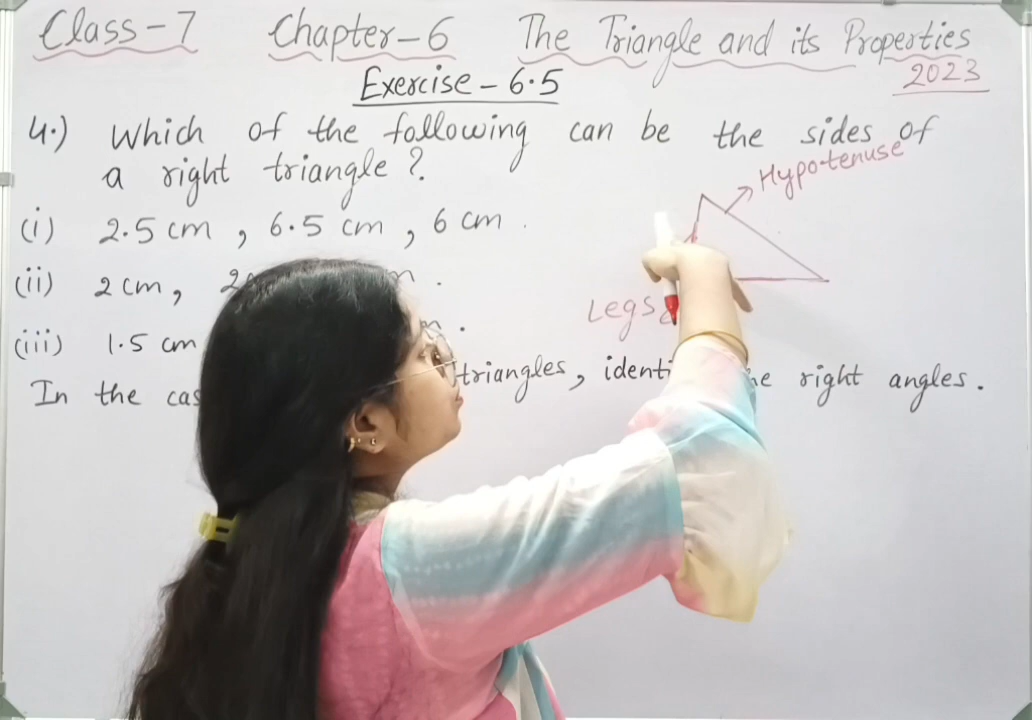 Class-7 Chapter-6 The Triangle and its Properties
2023
Exercise-6.5
4.) Which of the following can be the sides of
a right triangle?
Hypotenuse
(i) 2.5 cm, 6.5 cm, 6 cm.
(ii) 2 cm,
Legs
(iii) 1.5 cm
In the triangles, right angles.